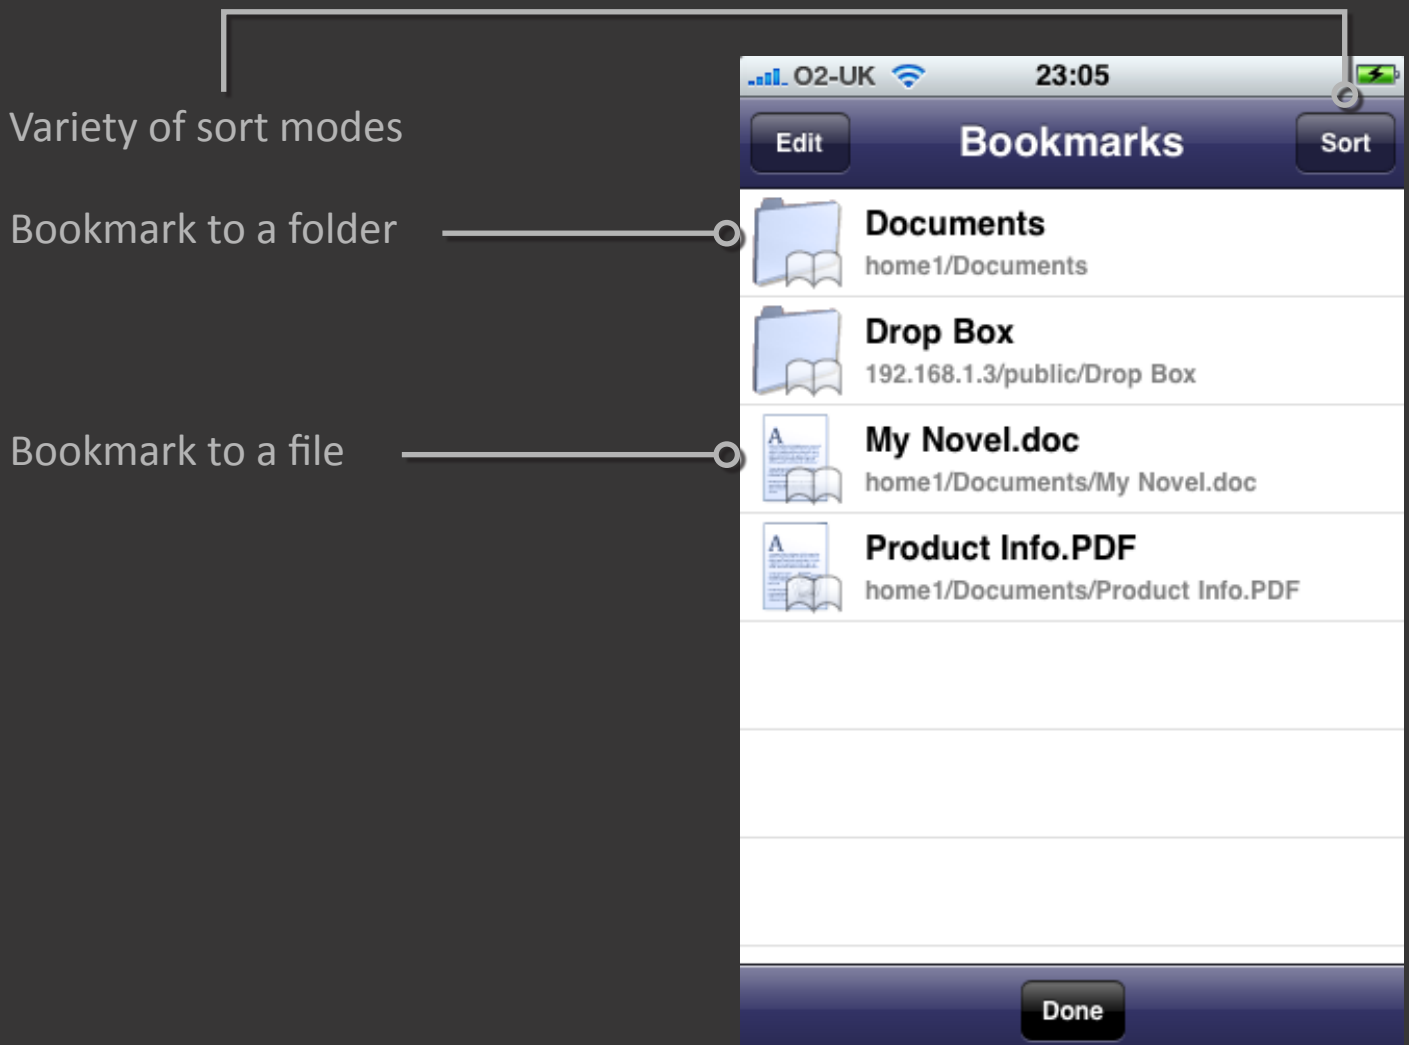 Variety of sort modes
Bookmark to a folder
Bookmark to a file
O2-UK 23:05
Edit Bookmarks Sort
Documents
home1/Documents
Drop Box
192.168.1.3/public/Drop Box
My Novel.doc
home1/Documents/My Novel.doc
Product Info.PDF
home1/Documents/Product Info.PDF
Done